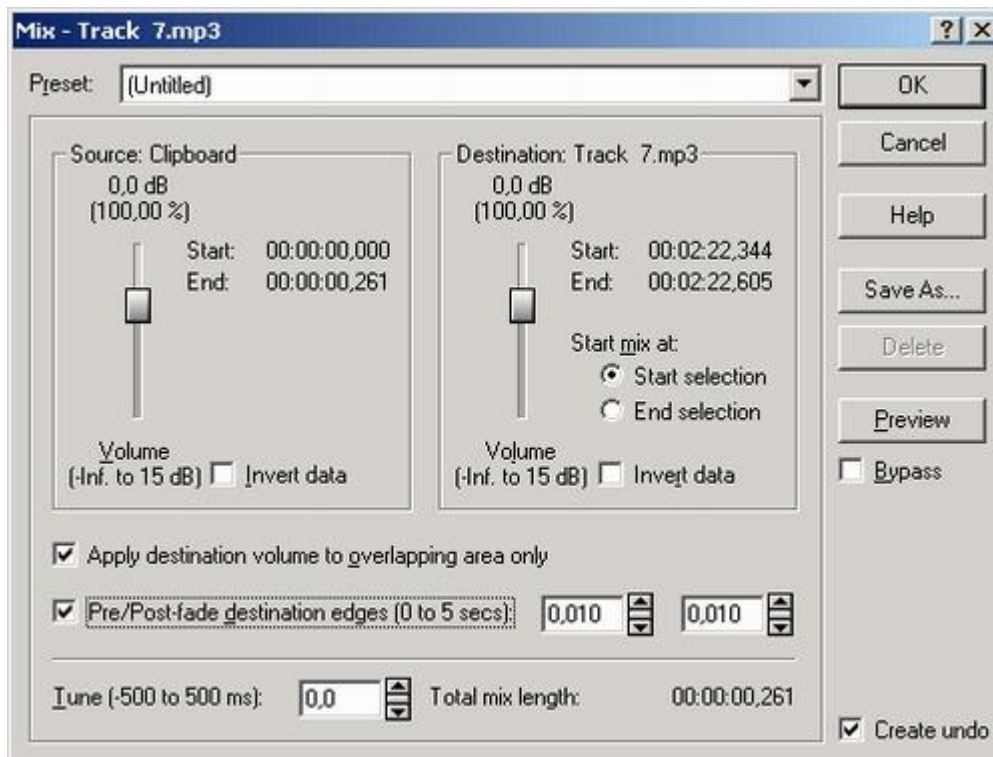 Mix - Track 7.mp3
Preset: (Untitled)
OK
Cancel
Help
Save As...
Delete
Preview
Bypass
Source: Clipboard
0,0 dB
(100,00 %)
Start: 00:00:00,000
End: 00:00:00,261
Volume
(-Inf. to 15 dB)
Invert data
Destination: Track 7.mp3
0,0 dB
(100,00 %)
Start: 00:02:22,344
End: 00:02:22,605
Start mix at:
Start selection
End selection
Volume
(-Inf. to 15 dB)
Invert data
Apply destination volume to overlapping area only
Pre/Post-fade destination edges (0 to 5 secs): 0,010 0,010
Tune (-500 to 500 ms): 0,0 Total mix length: 00:00:00,261
Create undo